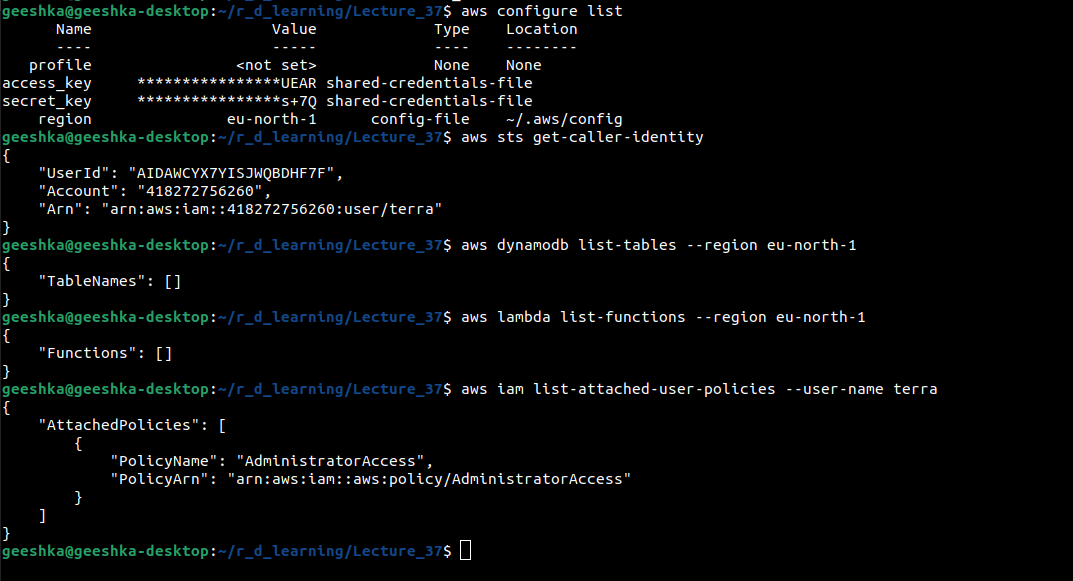 geeshka@geeshka-desktop:~/r_d_learning/Lecture_37$ aws configure list
      Name                    Value             Type    Location
      ----                    -----             ----    --------
   profile                <not set>             None    None
access_key     ****************UEAR shared-credentials-file
secret_key     ****************s+7Q shared-credentials-file
    region               eu-north-1      config-file    ~/.aws/config
geeshka@geeshka-desktop:~/r_d_learning/Lecture_37$ aws sts get-caller-identity
{
    "UserId": "AIDAWCYX7YISJWQBDHF7F",
    "Account": "418272756260",
    "Arn": "arn:aws:iam::418272756260:user/terra"
}
geeshka@geeshka-desktop:~/r_d_learning/Lecture_37$ aws dynamodb list-tables --region eu-north-1
{
    "TableNames": []
}
geeshka@geeshka-desktop:~/r_d_learning/Lecture_37$ aws lambda list-functions --region eu-north-1
{
    "Functions": []
}
geeshka@geeshka-desktop:~/r_d_learning/Lecture_37$ aws iam list-attached-user-policies --user-name terra
{
    "AttachedPolicies": [
        {
            "PolicyName": "AdministratorAccess",
            "PolicyArn": "arn:aws:iam::aws:policy/AdministratorAccess"
        }
    ]
}
geeshka@geeshka-desktop:~/r_d_learning/Lecture_37$